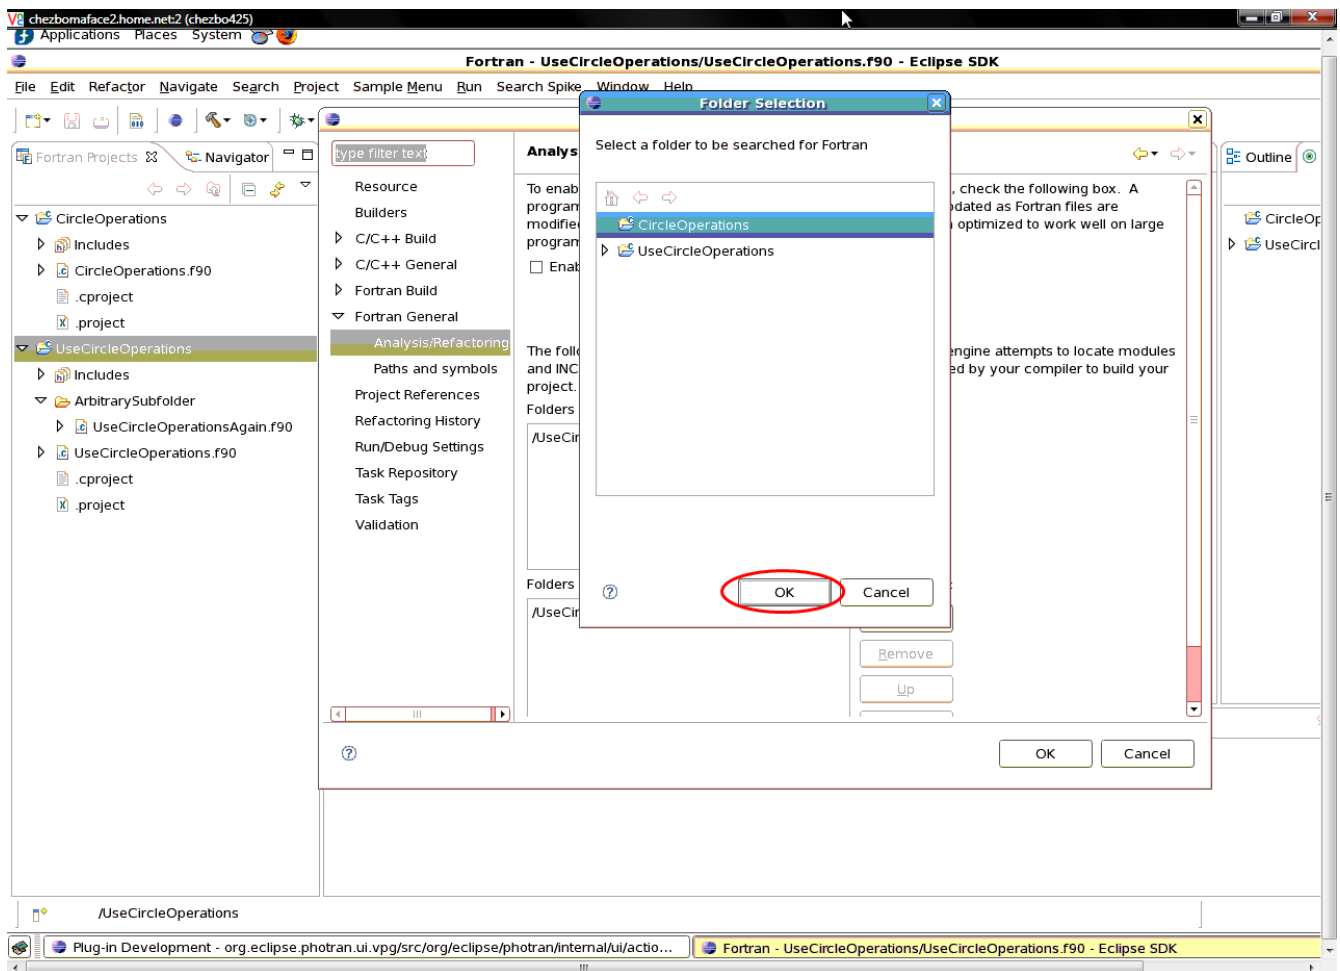 chezbomaface2.home.net:2 (chezbo425)
Applications Places System
Fortran - UseCircleOperations/UseCircleOperations.f90 - Eclipse SDK
File Edit Refactor Navigate Search Project Sample Menu Run Search Spike Window Help
Folder Selection
Select a folder to be searched for Fortran
CircleOperations
UseCircleOperations
OK Cancel
Fortran Projects Navigator
CircleOperations
Includes
CircleOperations.f90
.cproject
.project
UseCircleOperations
Includes
ArbitrarySubfolder
UseCircleOperationsAgain.f90
UseCircleOperations.f90
.cproject
.project
type filter text
Resource
Builders
C/C++ Build
C/C++ General
Fortran Build
Fortran General
Analysis/Refactoring
Paths and symbols
Project References
Refactoring History
Run/Debug Settings
Task Repository
Task Tags
Validation
Analys
To enab , check the following box. A
program dated as Fortran files are
modifie optimized to work well on large
program
Enab
The follo engine attempts to locate modules
and INC ed by your compiler to build your
project.
Folders
/UseCir
Folders
/UseCir
Remove
Up
OK Cancel
Outline
CircleOp
UseCircl
/UseCircleOperations
Plug-in Development - org.eclipse.photran.ui.vpg/src/org/eclipse/photran/internal/ui/actio...
Fortran - UseCircleOperations/UseCircleOperations.f90 - Eclipse SDK